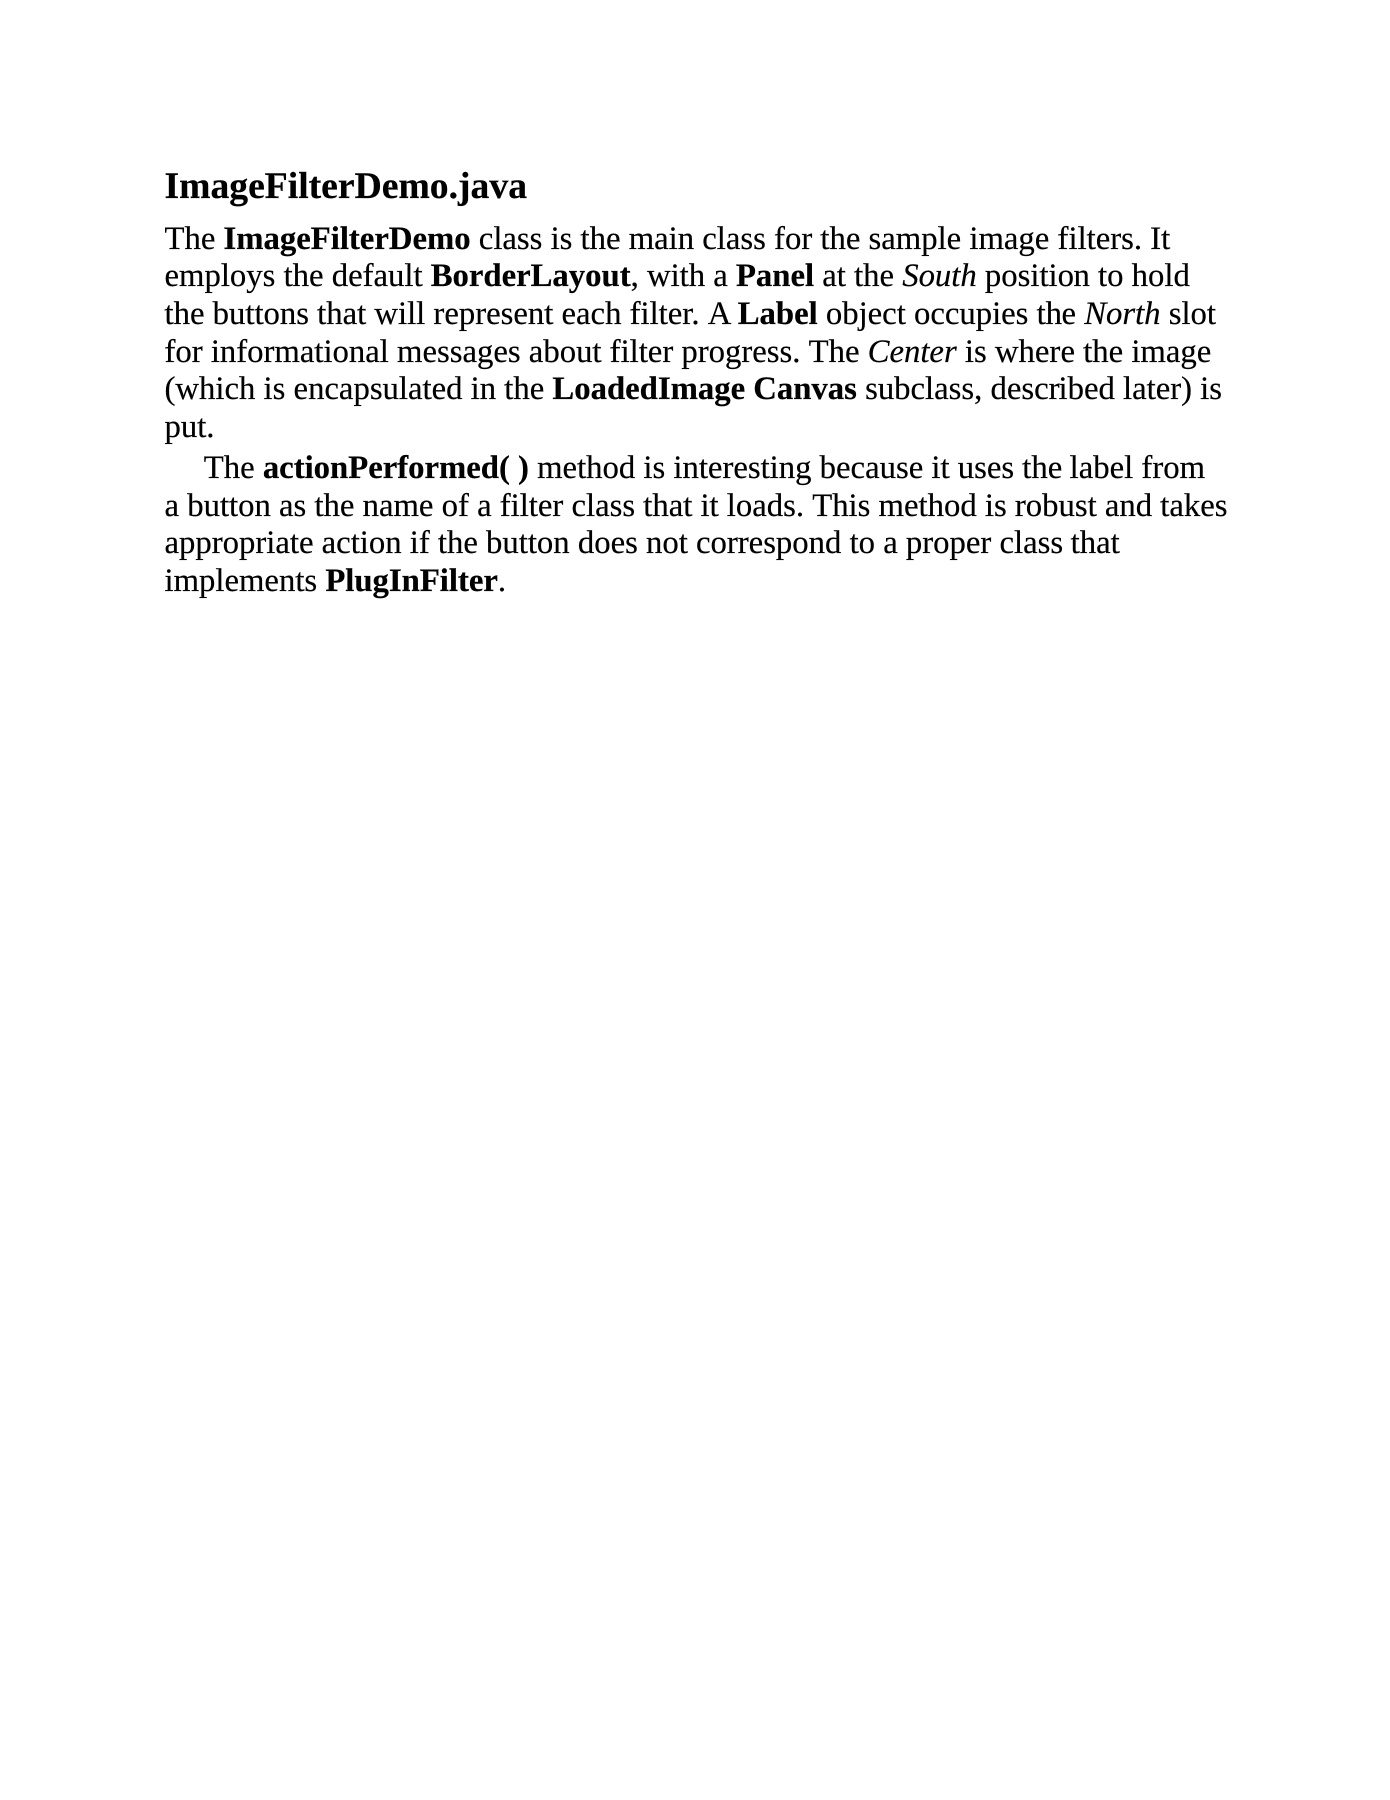 ImageFilterDemo.java
The ImageFilterDemo class is the main class for the sample image filters. It
employs the default BorderLayout, with a Panel at the South position to hold
the buttons that will represent each filter. A Label object occupies the North slot
for informational messages about filter progress. The Center is where the image
(which is encapsulated in the LoadedImage Canvas subclass, described later) is
put.
The actionPerformed( ) method is interesting because it uses the label from
a button as the name of a filter class that it loads. This method is robust and takes
appropriate action if the button does not correspond to a proper class that
implements PlugInFilter.